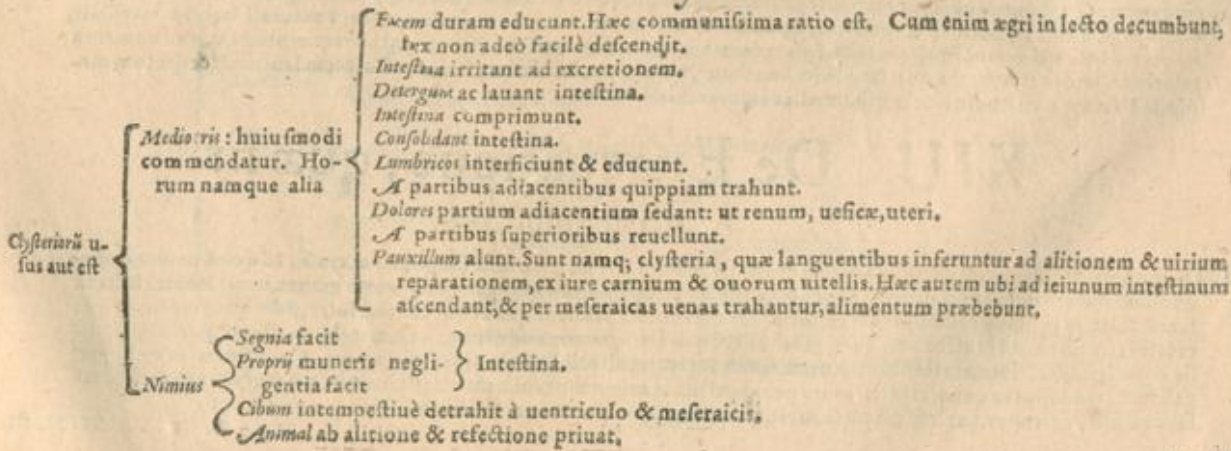 Clysteriorũ u-
sus aut est
Mediocris: huiuſmodi
commendatur. Ho-
rum namque alia
Fæcem duram educunt. Hæc communiſsima ratio eſt. Cum enim ægri in lecto decumbunt,
fex non adeò facilè deſcendit.
Inteſtina irritant ad excretionem.
Detergunt ac lauant inteſtina.
Inteſtina comprimunt.
Conſolidant inteſtina.
Lumbricos interficiunt & educunt.
A partibus adiacentibus quippiam trahunt.
Dolores partium adiacentium ſedant: ut renum, ueſicæ, uteri.
A partibus ſuperioribus reuellunt.
Pauxillum alunt. Sunt namq; clyſteria, quæ languentibus inferuntur ad alitionem & uirium
reparationem, ex iure carnium & ouorum uitellis. Hæc autem ubi ad ieiunum inteſtinum
aſcendant, & per meſeraicas uenas trahantur, alimentum præbebunt.
Nimius
Segnia facit
Proprij muneris negli-
gentia facit
Inteſtina.
Cibum intempeſtiuè detrahit à uentriculo & meſeraicis.
Animal ab alitione & refectione priuat.